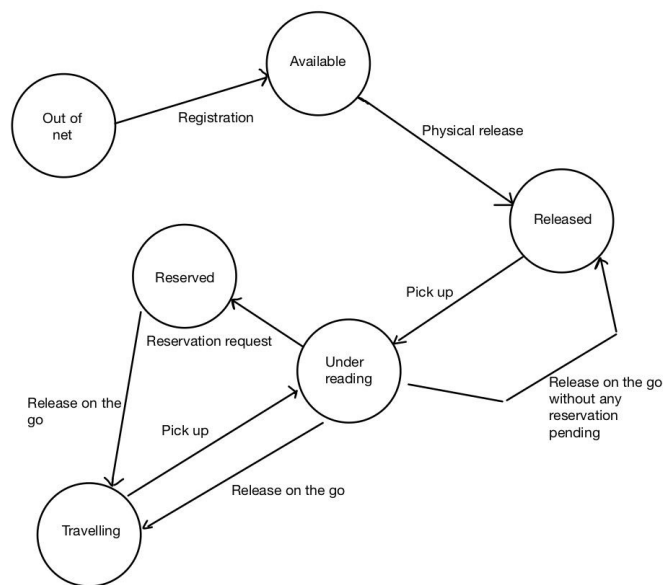 Available
Out of
net
Registration
Physical release
Released
Reserved
Pick up
Reservation request
Under
reading
Release on the go
without any
reservation
pending
Release on the
go
Pick up
Release on the go
Travelling